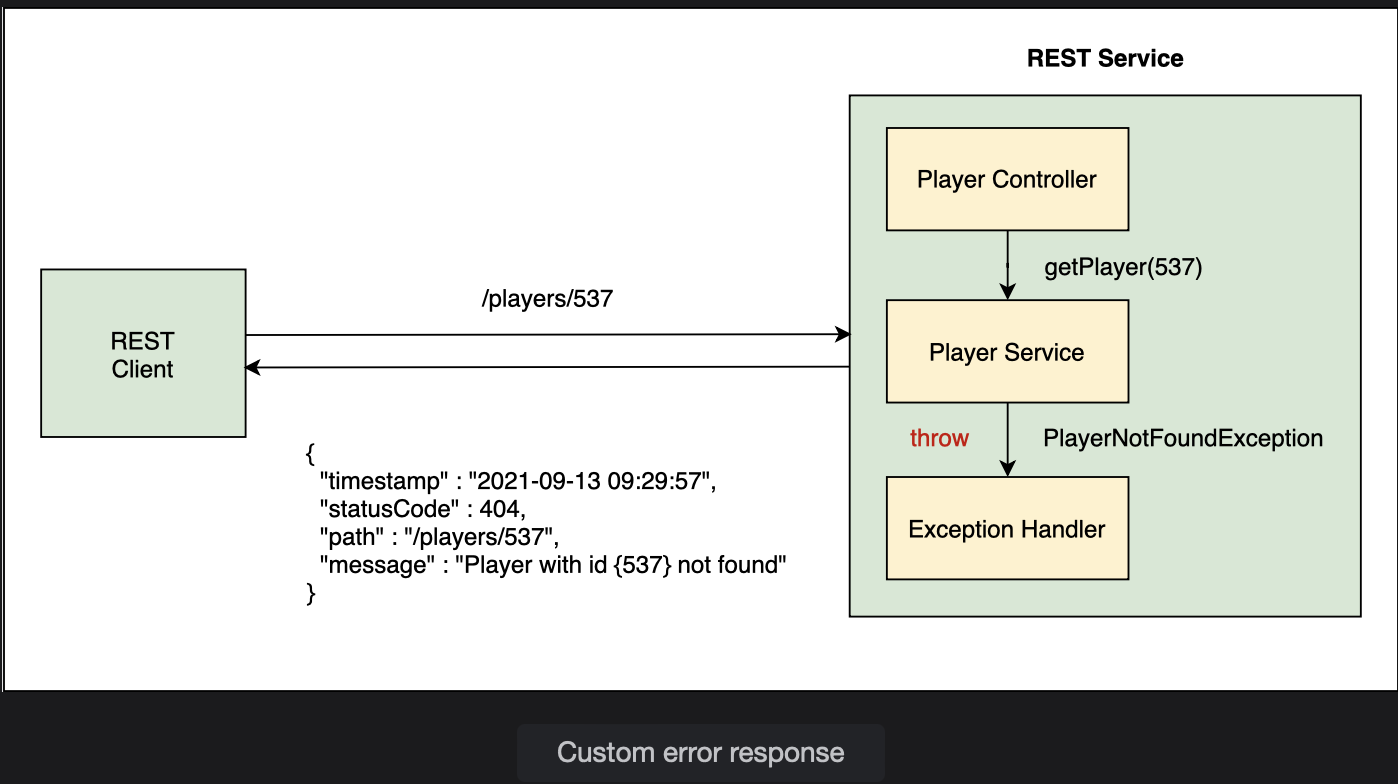 REST Service
Player Controller
getPlayer(537)
/players/537
REST
Client
Player Service
throw
PlayerNotFoundException
{
"timestamp" : "2021-09-13 09:29:57",
"statusCode" : 404,
"path" : "/players/537",
"message" : "Player with id {537} not found"
}
Exception Handler
Custom error response